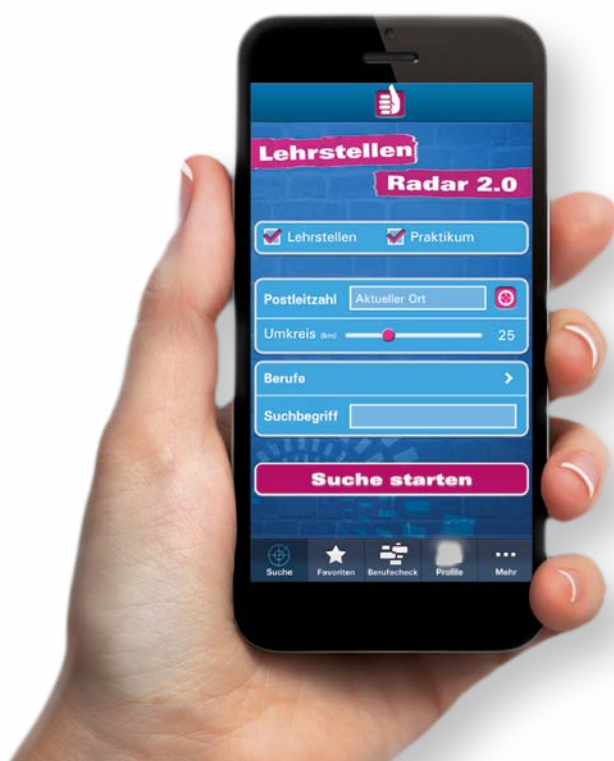 Lehrstellen
Radar 2.0
Lehrstellen Praktikum
Postleitzahl Aktueller Ort
Umkreis (km) 25
Berufe
Suchbegriff
Suche starten
Suche Favoriten Berufecheck Profile Mehr